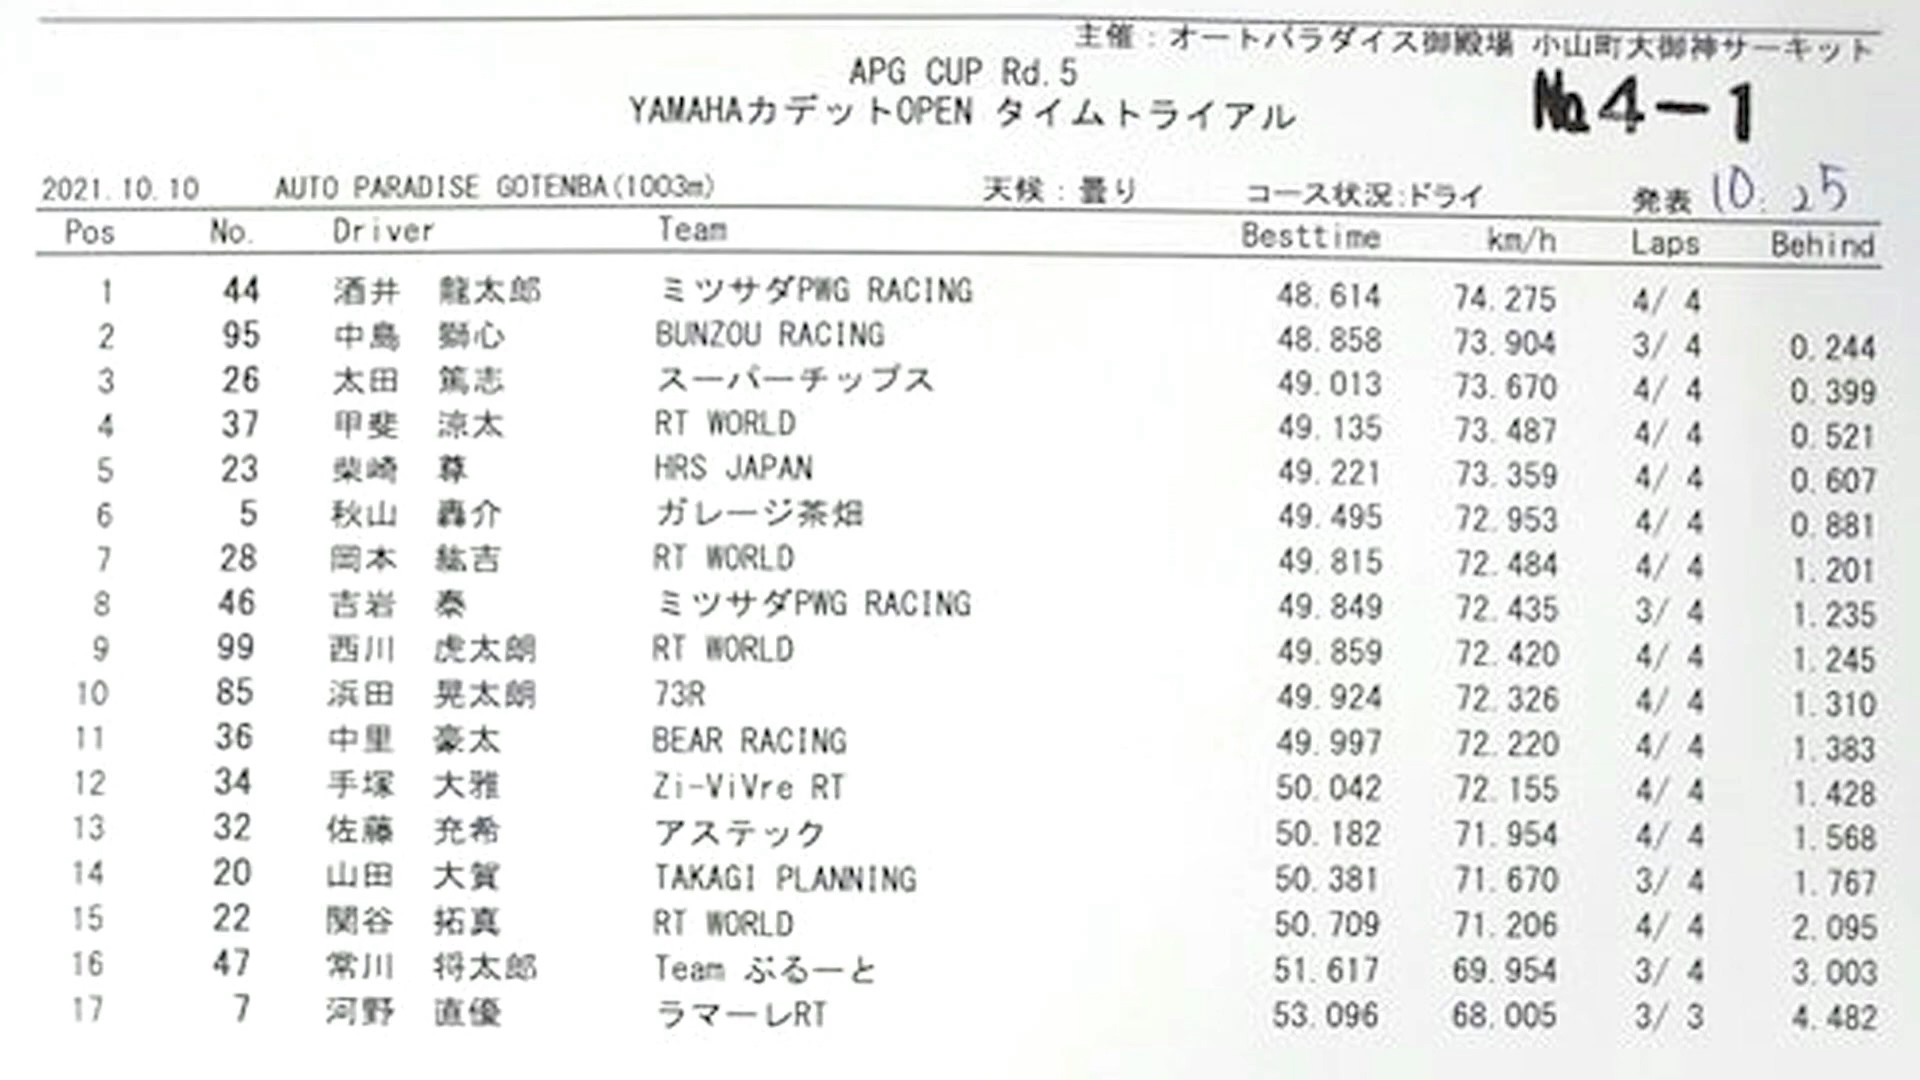 主催：オートパラダイス御殿場 小山町大御神サーキット
APG CUP Rd.5
YAMAHAカデットOPEN タイムトライアル
№4-1
2021.10.10 AUTO PARADISE GOTENBA(1003m) 天候：曇り コース状況:ドライ 発表 10:25
Pos No. Driver Team Besttime km/h Laps Behind
1 44 酒井 龍太郎 ミツサダPWG RACING 48.614 74.275 4/ 4
2 95 中島 獅心 BUNZOU RACING 48.858 73.904 3/ 4 0.244
3 26 太田 篤志 スーパーチップス 49.013 73.670 4/ 4 0.399
4 37 甲斐 涼太 RT WORLD 49.135 73.487 4/ 4 0.521
5 23 柴崎 尊 HRS JAPAN 49.221 73.359 4/ 4 0.607
6 5 秋山 轟介 ガレージ茶畑 49.495 72.953 4/ 4 0.881
7 28 岡本 紘吉 RT WORLD 49.815 72.484 4/ 4 1.201
8 46 吉岩 泰 ミツサダPWG RACING 49.849 72.435 3/ 4 1.235
9 99 西川 虎太朗 RT WORLD 49.859 72.420 4/ 4 1.245
10 85 浜田 晃太朗 73R 49.924 72.326 4/ 4 1.310
11 36 中里 豪太 BEAR RACING 49.997 72.220 4/ 4 1.383
12 34 手塚 大雅 Zi-ViVre RT 50.042 72.155 4/ 4 1.428
13 32 佐藤 充希 アステック 50.182 71.954 4/ 4 1.568
14 20 山田 大賀 TAKAGI PLANNING 50.381 71.670 3/ 4 1.767
15 22 関谷 拓真 RT WORLD 50.709 71.206 4/ 4 2.095
16 47 常川 将太郎 Team ぶるーと 51.617 69.954 3/ 4 3.003
17 7 河野 直優 ラマーレRT 53.096 68.005 3/ 3 4.482